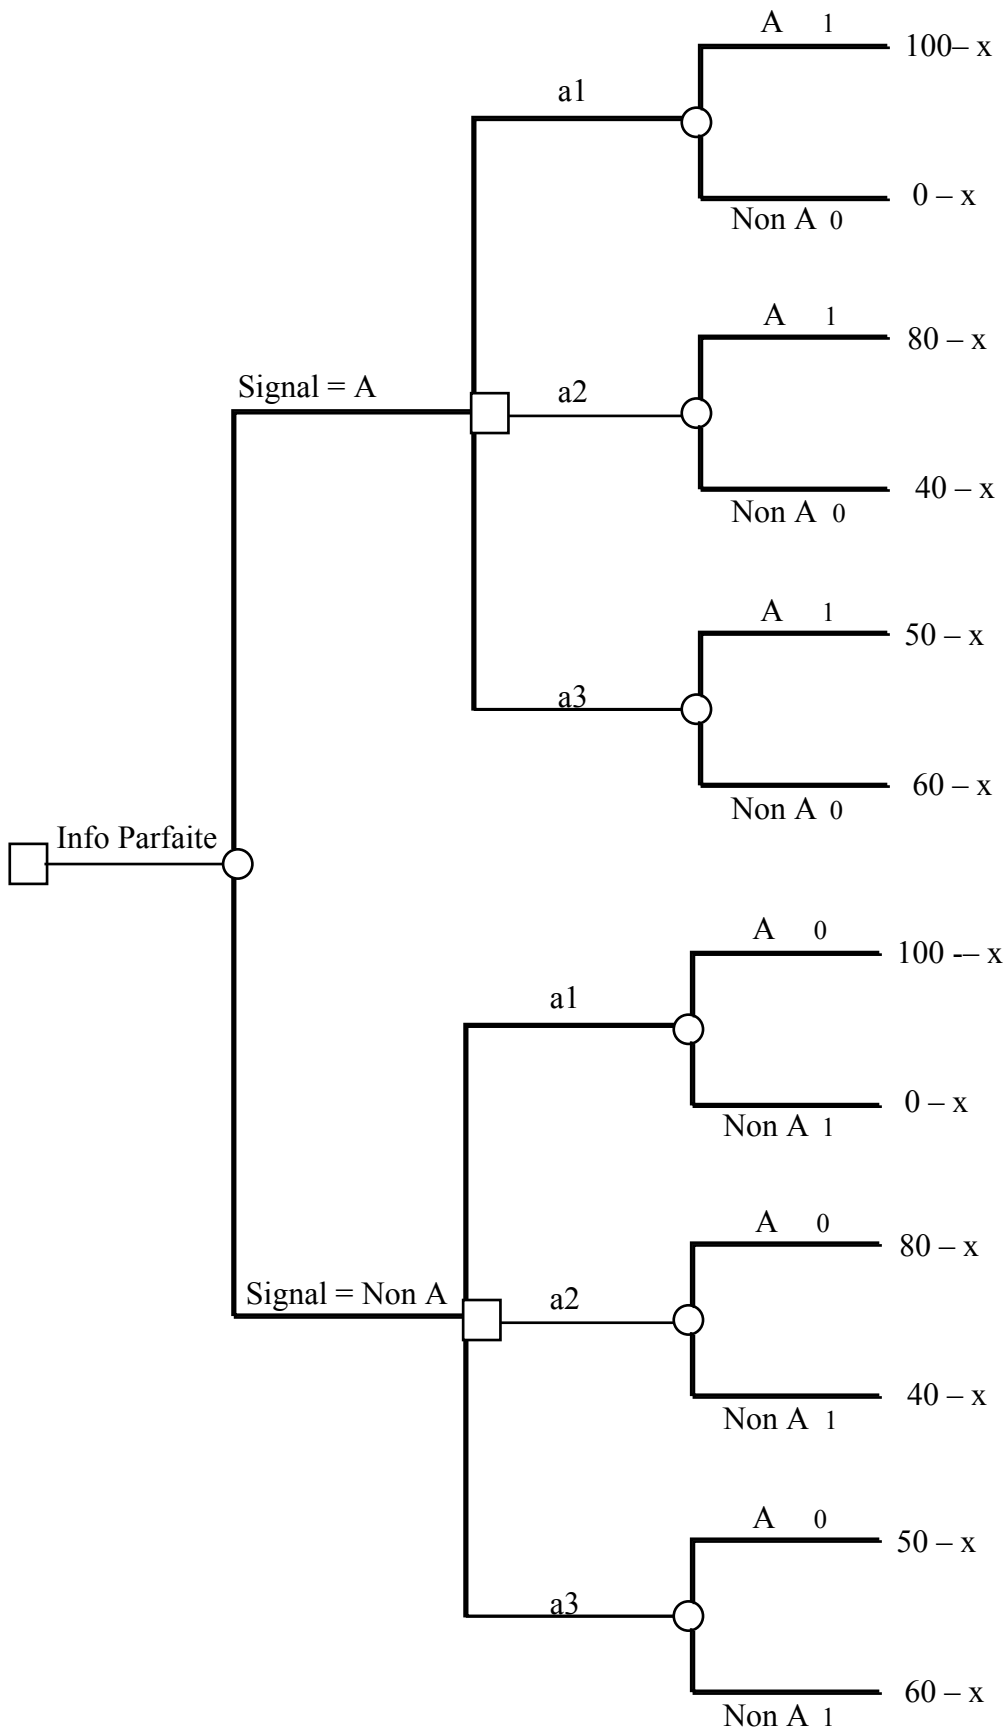 A 1
100– x
a1
0 – x
Non A 0
A 1
80 – x
Signal = A
a2
40 – x
Non A 0
A 1
50 – x
a3
60 – x
Non A 0
Info Parfaite
A 0
100 -– x
a1
0 – x
Non A 1
A 0
80 – x
Signal = Non A
a2
40 – x
Non A 1
A 0
50 – x
a3
60 – x
Non A 1